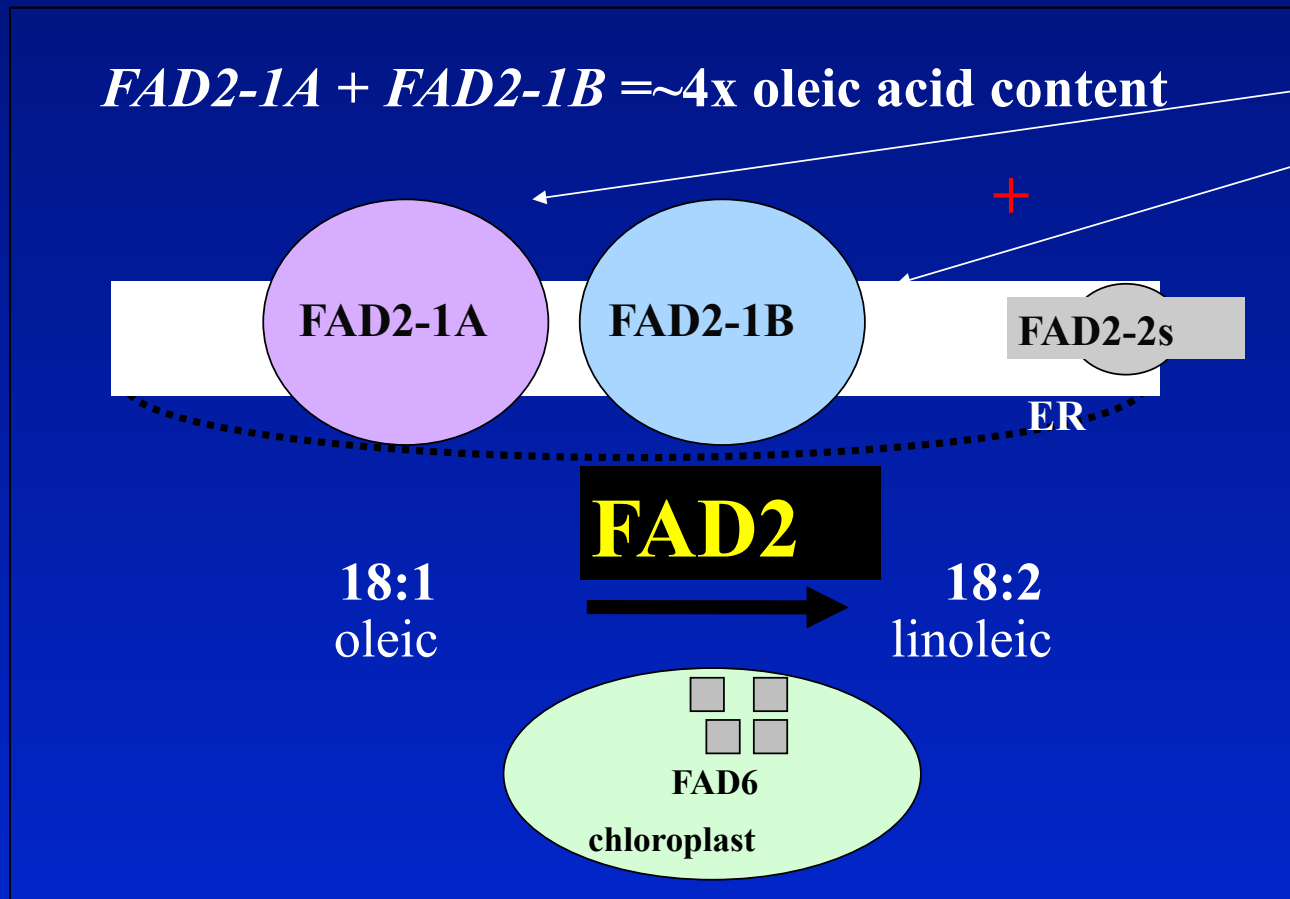 FAD2-1A + FAD2-1B =~4x oleic acid content
+
FAD2-1A
FAD2-1B
FAD2-2s
ER
FAD2
18:1
oleic
18:2
linoleic
FAD6
chloroplast